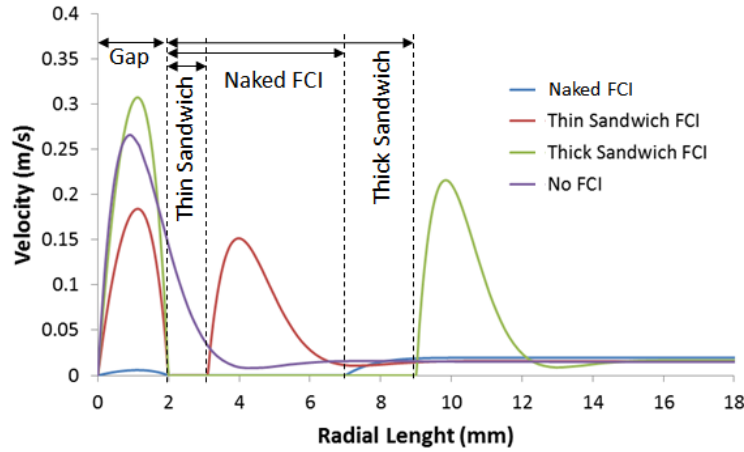 0.4
0.35
0.3
0.25
0.2
0.15
0.1
0.05
0
Velocity (m/s)
Gap
Thin Sandwich
Naked FCI
Thick Sandwich
Naked FCI
Thin Sandwich FCI
Thick Sandwich FCI
No FCI
0 2 4 6 8 10 12 14 16 18
Radial Lenght (mm)